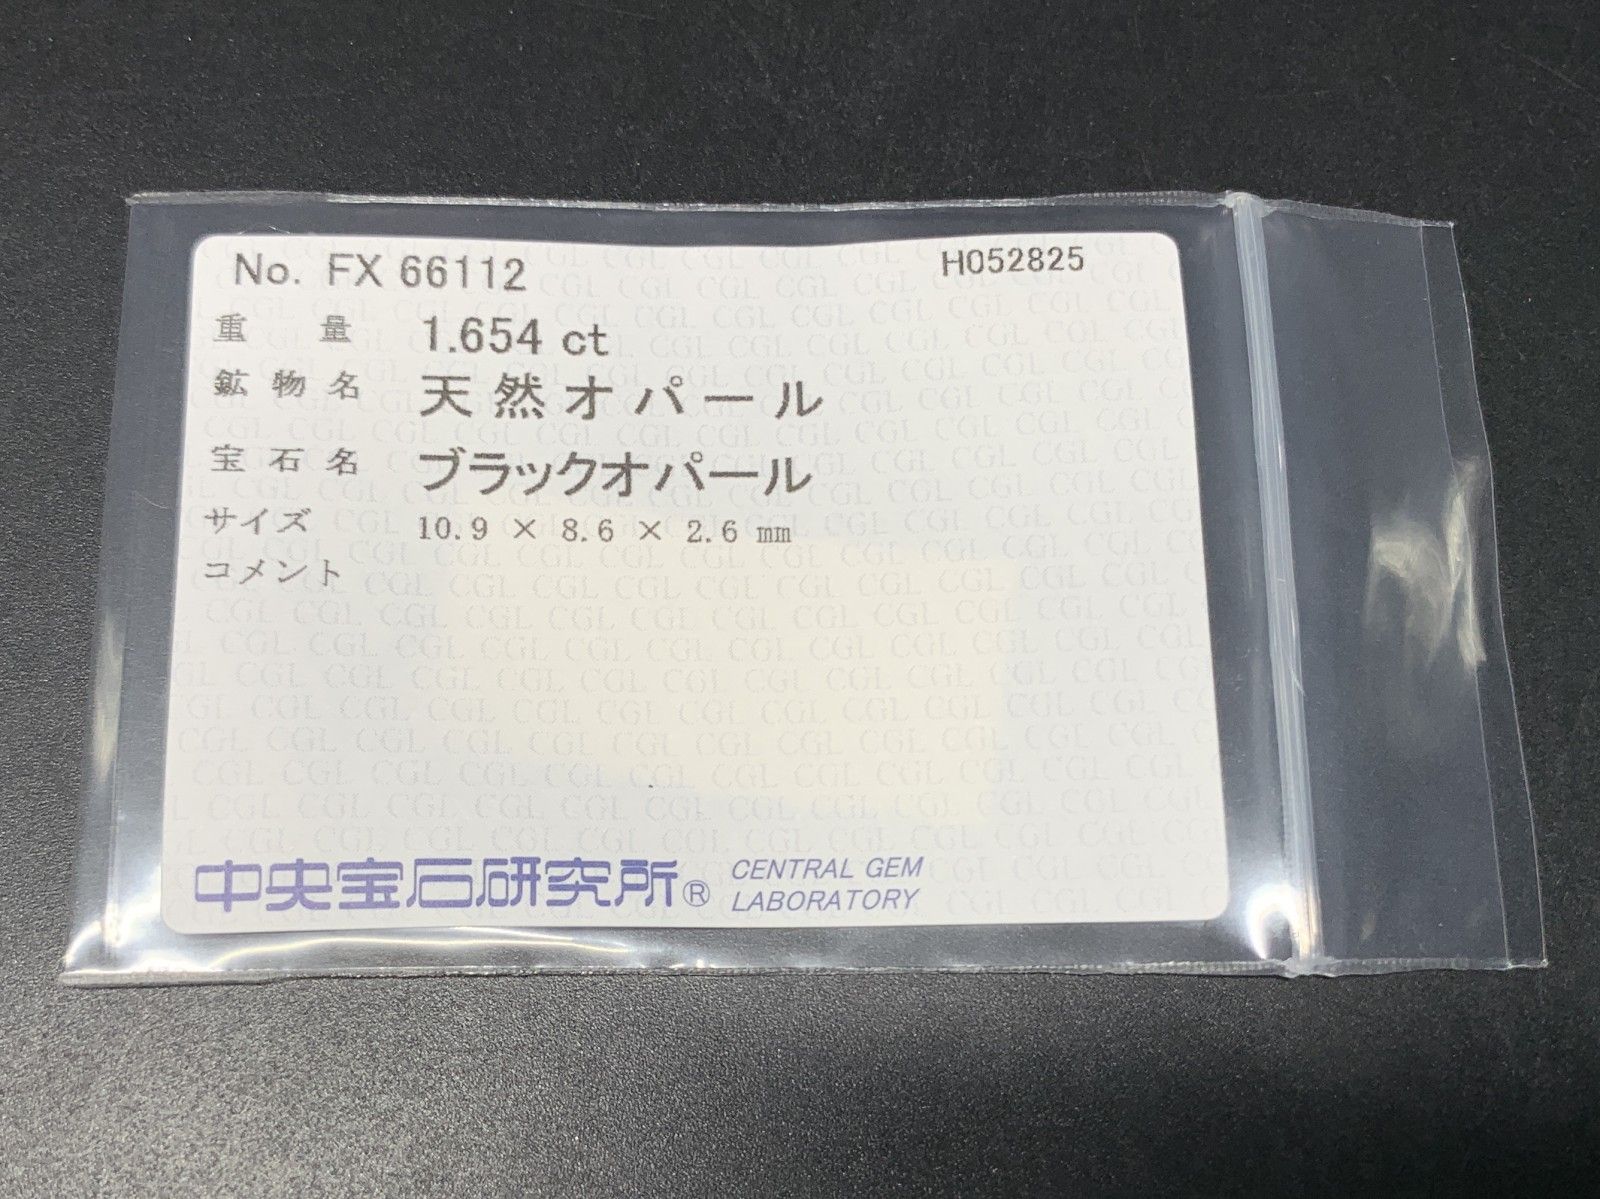 No. FX 66112 H052825
重量 1.654 ct
鉱物名 天然オパール
宝石名 ブラックオパール
サイズ 10.9 × 8.6 × 2.6 ㎜
コメント
中央宝石研究所® CENTRAL GEM
LABORATORY